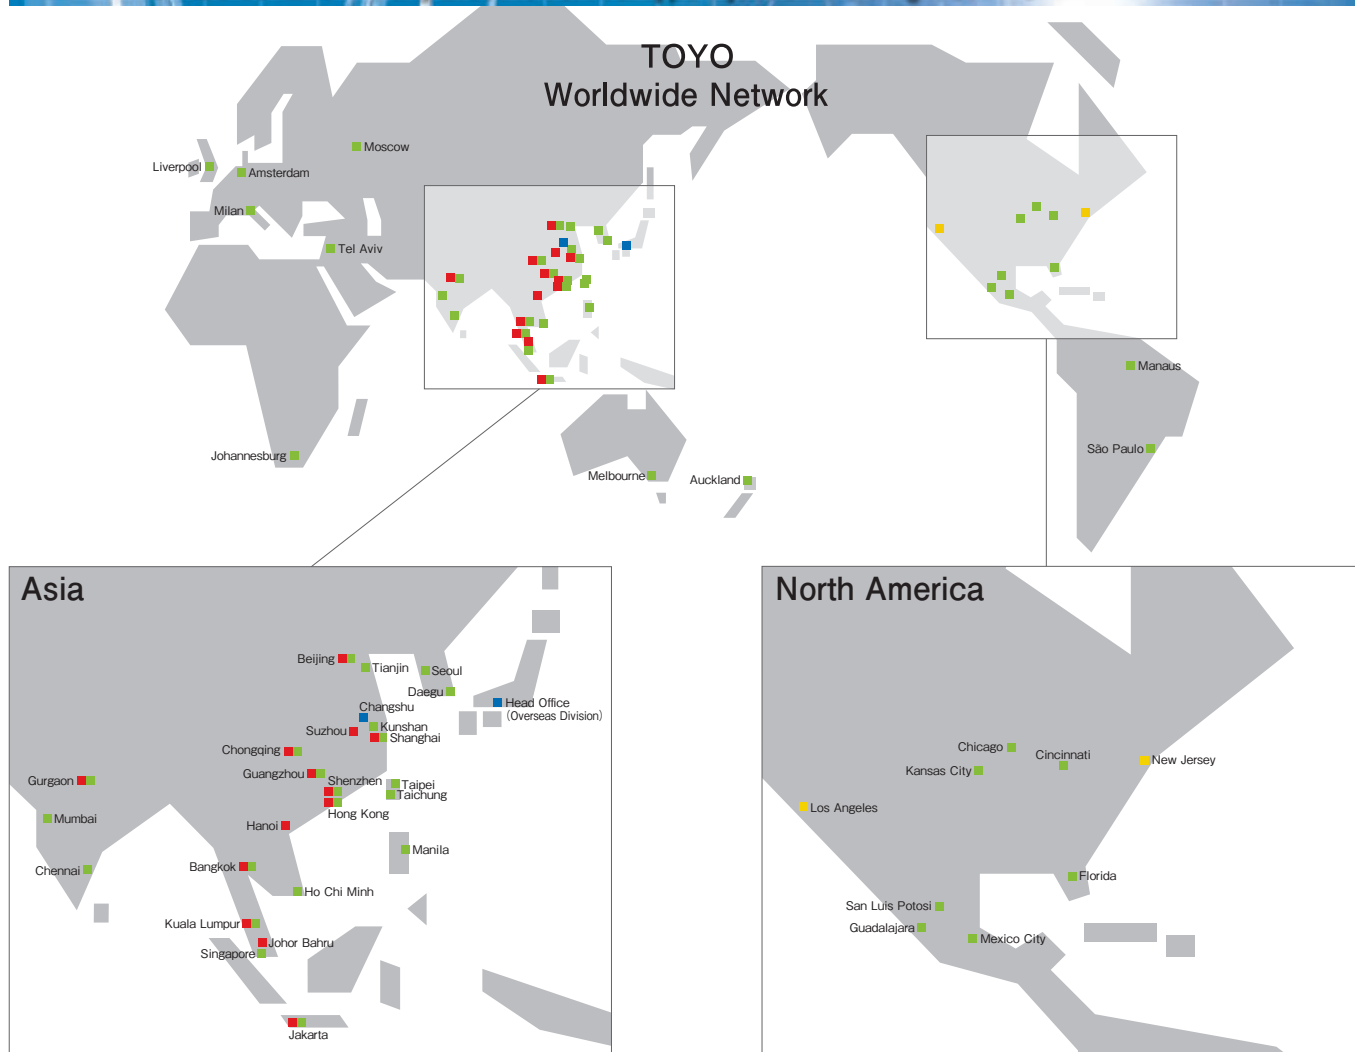 TOYO
Worldwide Network
Moscow
Liverpool
Amsterdam
Milan
Tel Aviv
Manaus
São Paulo
Johannesburg
Melbourne
Auckland
Asia
Beijing
Tianjin
Seoul
Daegu
Changshu
Head Office
(Overseas Division)
Suzhou
Kunshan
Shanghai
Chongqing
Guangzhou
Shenzhen
Taipei
Gurgaon
Taichung
Hong Kong
Mumbai
Hanoi
Manila
Chennai
Bangkok
Ho Chi Minh
Kuala Lumpur
Johor Bahru
Singapore
Jakarta
North America
Chicago
Cincinnati
New Jersey
Kansas City
Los Angeles
Florida
San Luis Potosi
Guadalajara
Mexico City